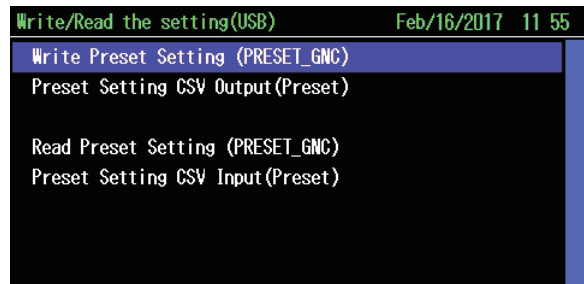 Write/Read the setting(USB) Feb/16/2017 11 55
Write Preset Setting (PRESET_GNC)
Preset Setting CSV Output(Preset)
Read Preset Setting (PRESET_GNC)
Preset Setting CSV Input(Preset)